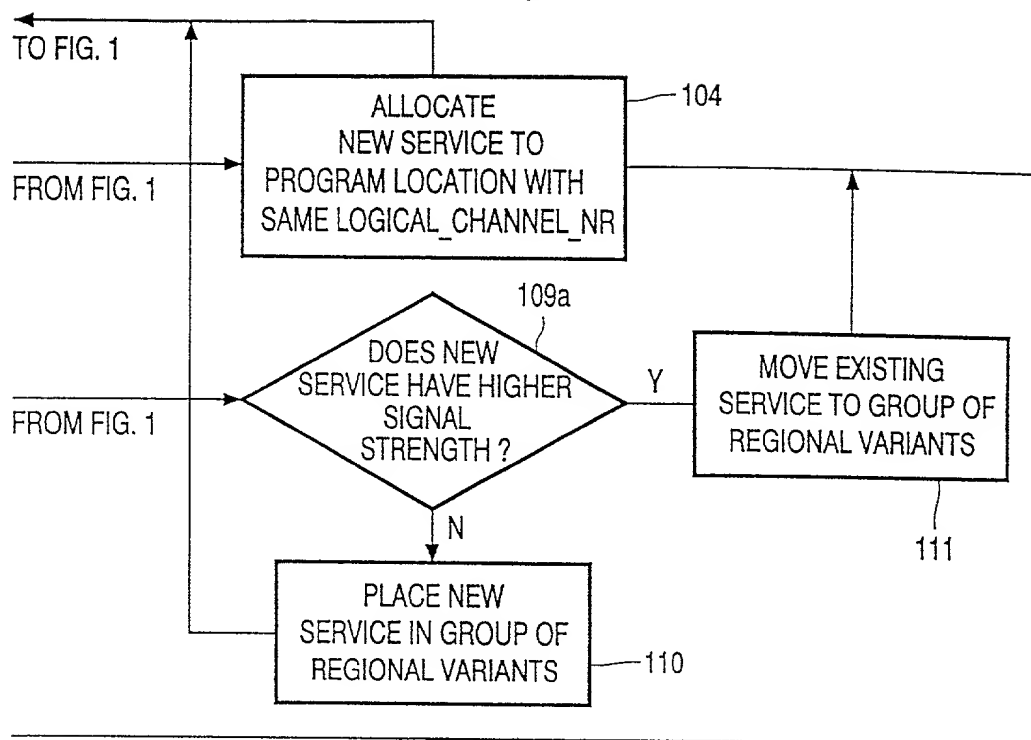 TO FIG. 1
104
ALLOCATE
NEW SERVICE TO
PROGRAM LOCATION WITH
SAME LOGICAL_CHANNEL_NR
FROM FIG. 1
109a
DOES NEW
SERVICE HAVE HIGHER
SIGNAL
STRENGTH ?
FROM FIG. 1
Y
MOVE EXISTING
SERVICE TO GROUP OF
REGIONAL VARIANTS
111
N
PLACE NEW
SERVICE IN GROUP OF
REGIONAL VARIANTS
110